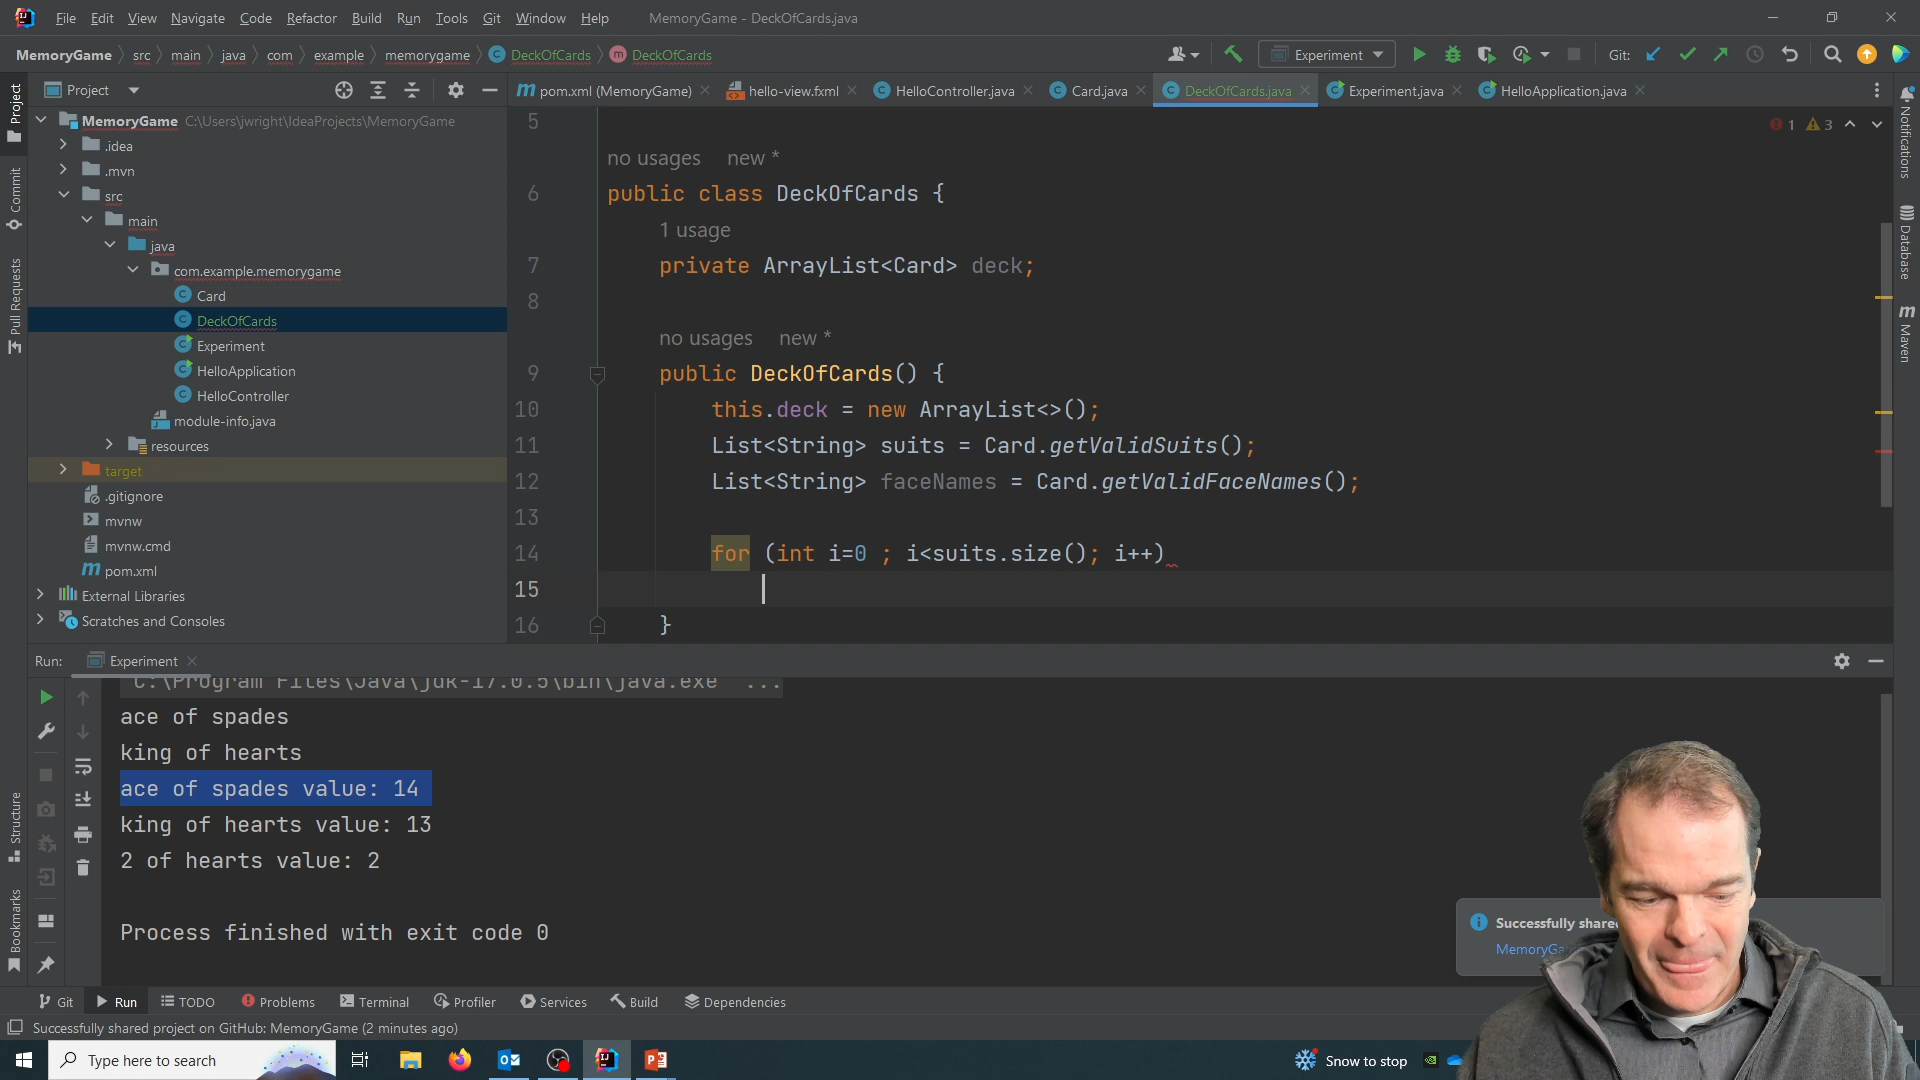 File Edit View Navigate Code Refactor Build Run Tools Git Window Help MemoryGame - DeckOfCards.java
MemoryGame src main java com example memorygame DeckOfCards DeckOfCards Experiment Git:
Project
pom.xml (MemoryGame) hello-view.fxml HelloController.java Card.java DeckOfCards.java Experiment.java HelloApplication.java
MemoryGame C:\Users\jwright\IdeaProjects\MemoryGame
.idea
.mvn
src
main
java
com.example.memorygame
Card
DeckOfCards
Experiment
HelloApplication
HelloController
module-info.java
resources
target
.gitignore
mvnw
mvnw.cmd
pom.xml
External Libraries
Scratches and Consoles
Project
Commit
Pull Requests
Structure
Bookmarks
5
1 3
no usages new *
6 public class DeckOfCards {
1 usage
7 private ArrayList<Card> deck;
8
no usages new *
9 public DeckOfCards() {
10 this.deck = new ArrayList<>();
11 List<String> suits = Card.getValidSuits();
12 List<String> faceNames = Card.getValidFaceNames();
13
14 for (int i=0 ; i<suits.size(); i++)
15
16 }
Notifications
Database
Maven
Run: Experiment
C:\Program Files\Java\jdk-17.0.5\bin\java.exe ...
ace of spades
king of hearts
ace of spades value: 14
king of hearts value: 13
2 of hearts value: 2
Process finished with exit code 0
Successfully share
MemoryGa
Git Run TODO Problems Terminal Profiler Services Build Dependencies
Successfully shared project on GitHub: MemoryGame (2 minutes ago)
Type here to search
Snow to stop